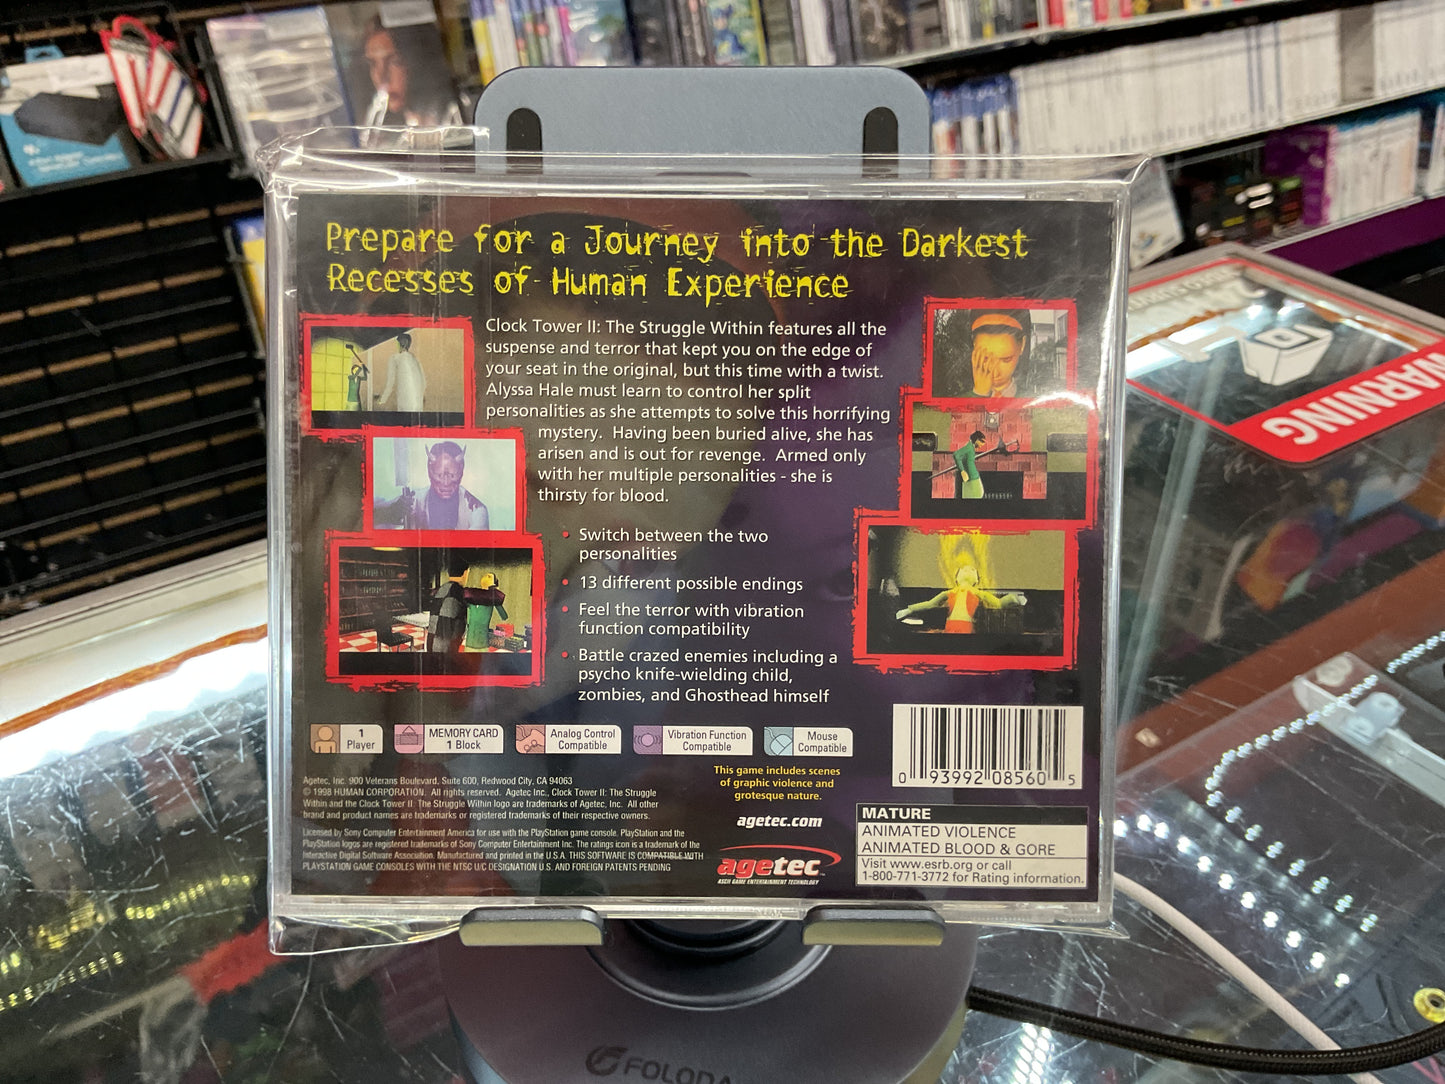 Prepare for a Journey into the Darkest
Recesses of Human Experience
Clock Tower II: The Struggle Within features all the
suspense and terror that kept you on the edge of
your seat in the original, but this time with a twist.
Alyssa Hale must learn to control her split
personalities as she attempts to solve this horrifying
mystery. Having been buried alive, she has
arisen and is out for revenge. Armed only
with her multiple personalities - she is
thirsty for blood.
• Switch between the two
personalities
• 13 different possible endings
• Feel the terror with vibration
function compatibility
• Battle crazed enemies including a
psycho knife-wielding child,
zombies, and Ghosthead himself
1
Player
MEMORY CARD
1 Block
Analog Control
Compatible
Vibration Function
Compatible
Mouse
Compatible
Agetec, Inc. 900 Veterans Boulevard, Suite 600, Redwood City, CA 94063
© 1998 HUMAN CORPORATION. All rights reserved. Agetec Inc., Clock Tower II: The Struggle
Within and the Clock Tower II: The Struggle Within logo are trademarks of Agetec, Inc. All other
brand and product names are trademarks or registered trademarks of their respective owners.
Licensed by Sony Computer Entertainment America for use with the PlayStation game console. PlayStation and the
PlayStation logos are registered trademarks of Sony Computer Entertainment Inc. The ratings icon is a trademark of the
Interactive Digital Software Association. Manufactured and printed in the U.S.A. THIS SOFTWARE IS COMPATIBLE WITH
PLAYSTATION GAME CONSOLES WITH THE NTSC U/C DESIGNATION U.S. AND FOREIGN PATENTS PENDING
This game includes scenes
of graphic violence and
grotesque nature.
agetec.com
agetec
ASCII GAME ENTERTAINMENT TECHNOLOGY
0 93992 08560 5
MATURE
ANIMATED VIOLENCE
ANIMATED BLOOD & GORE
Visit www.esrb.org or call
1-800-771-3772 for Rating information.
WARNING
FOLODA